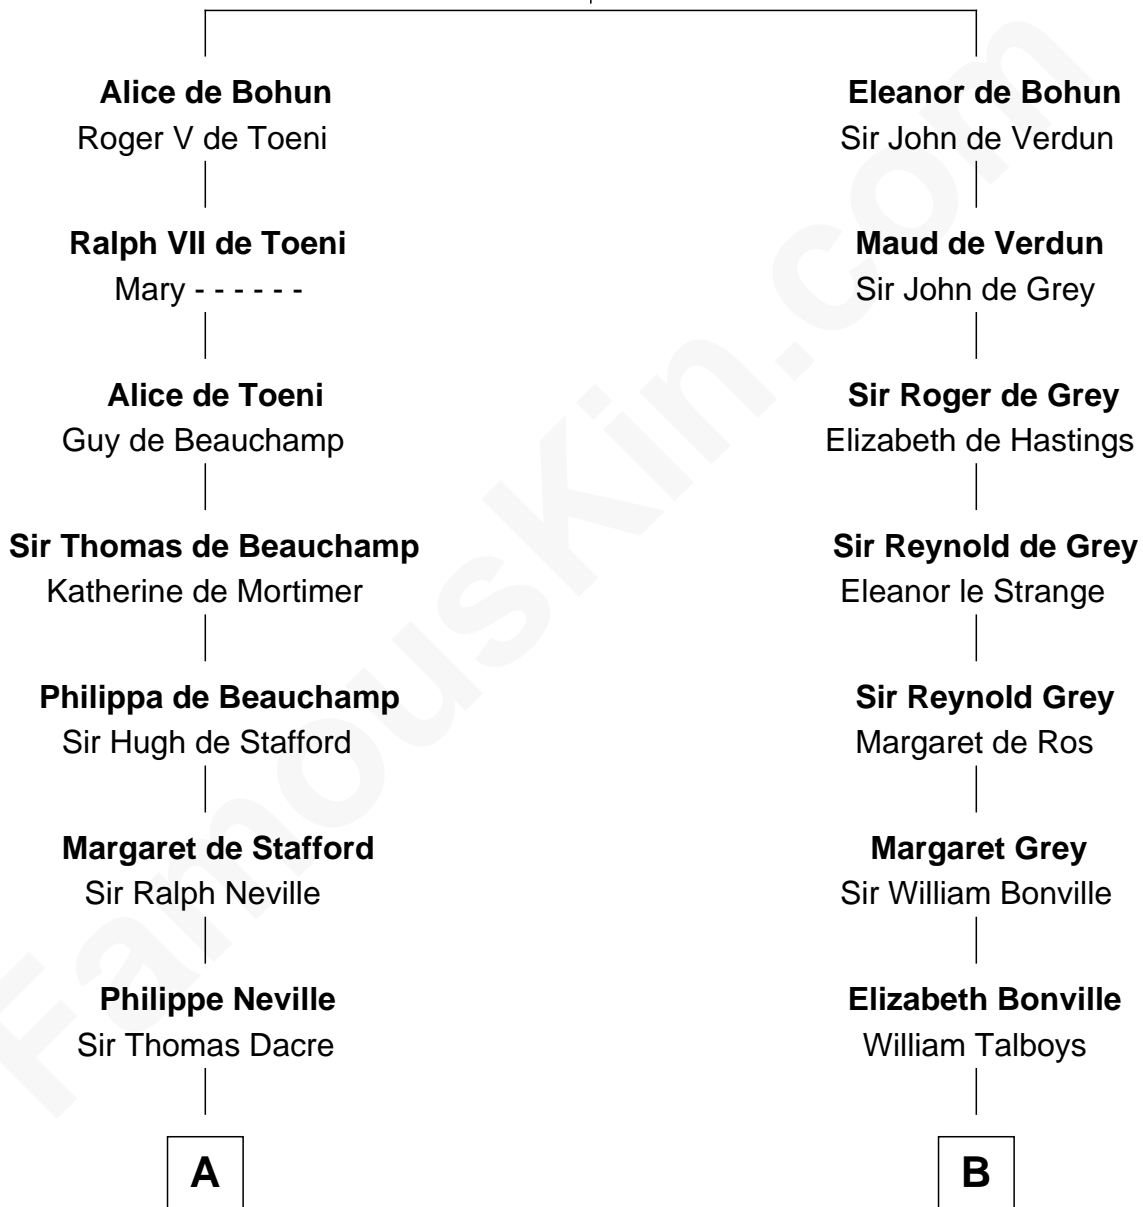 Alice de Bohun
Roger V de Toeni
Ralph VII de Toeni
Mary - - - - - -
Alice de Toeni
Guy de Beauchamp
Sir Thomas de Beauchamp
Katherine de Mortimer
Philippa de Beauchamp
Sir Hugh de Stafford
Margaret de Stafford
Sir Ralph Neville
Philippe Neville
Sir Thomas Dacre
A
Eleanor de Bohun
Sir John de Verdun
Maud de Verdun
Sir John de Grey
Sir Roger de Grey
Elizabeth de Hastings
Sir Reynold de Grey
Eleanor le Strange
Sir Reynold Grey
Margaret de Ros
Margaret Grey
Sir William Bonville
Elizabeth Bonville
William Talboys
B
FamousKin.com